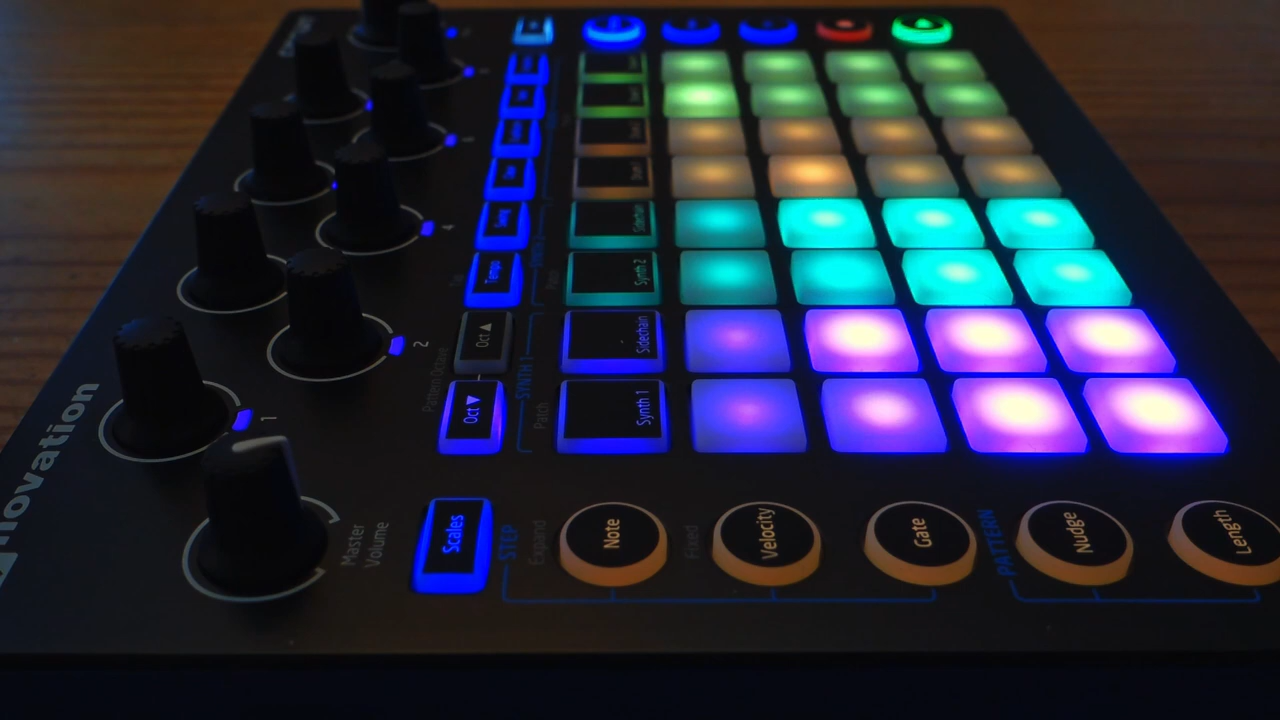 novation
Master
Volume
1
2
4
Scales
Oct▼
Oct▲
Pattern Octave
Tempo
Swing
SYNTH 1
Patch
Synth 1
Sidechain
Synth 2
Sidechain
STEP
Expand
Note
Fixed
Velocity
Gate
PATTERN
Nudge
Length